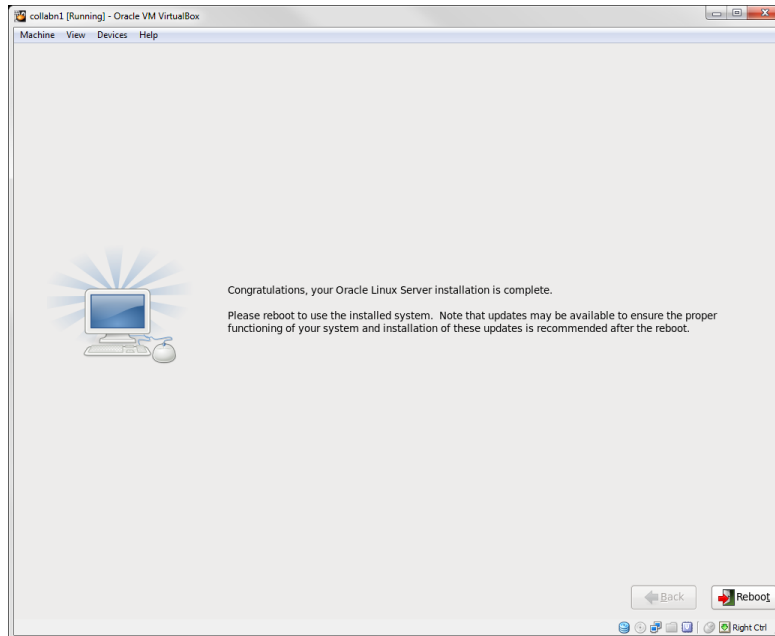 collabn1 [Running] - Oracle VM VirtualBox
Machine View Devices Help
Congratulations, your Oracle Linux Server installation is complete.
Please reboot to use the installed system. Note that updates may be available to ensure the proper
functioning of your system and installation of these updates is recommended after the reboot.
Back Reboot
Right Ctrl